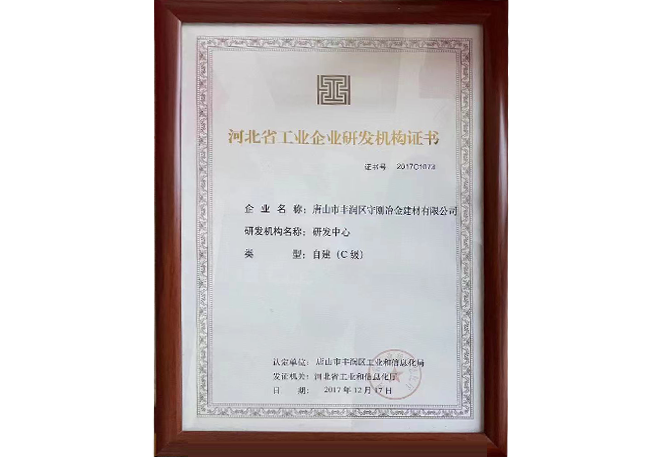 河北省工业企业研发机构证书
证书号 2017C1073
企业名称：唐山市丰润区守刚冶金建材有限公司
研发机构名称：研发中心
类型：自建（C级）
认定单位：唐山市丰润区工业和信息化局
发证机关：河北省工业和信息化厅
日期：2017年12月17日